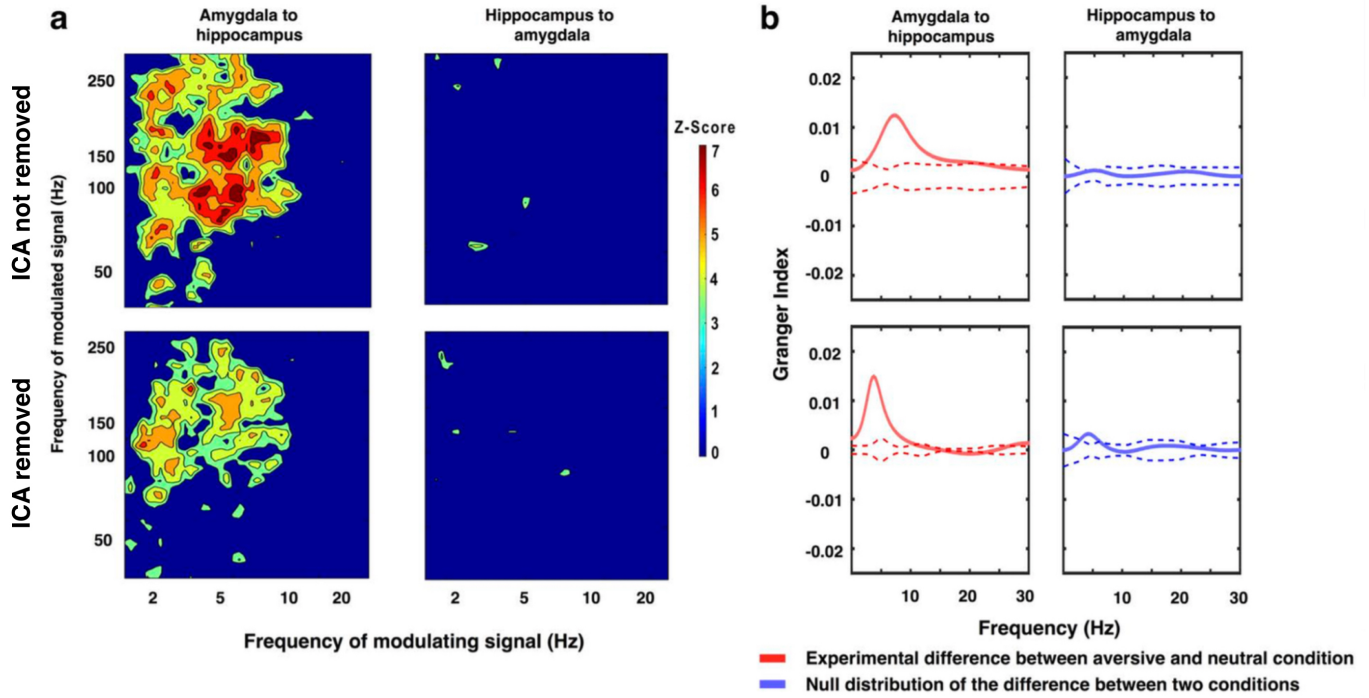 a
Amygdala to
hippocampus
Hippocampus to
amygdala
b
Amygdala to
hippocampus
Hippocampus to
amygdala
ICA not removed
ICA removed
Frequency of modulated signal (Hz)
250
150
100
50
250
150
100
50
2 5 10 20
2 5 10 20
Frequency of modulating signal (Hz)
Z-Score
7
6
5
4
3
2
1
0
Granger Index
0.02
0.01
0
-0.01
-0.02
0.02
0.01
0
-0.01
-0.02
10 20 30
10 20 30
Frequency (Hz)
Experimental difference between aversive and neutral condition
Null distribution of the difference between two conditions